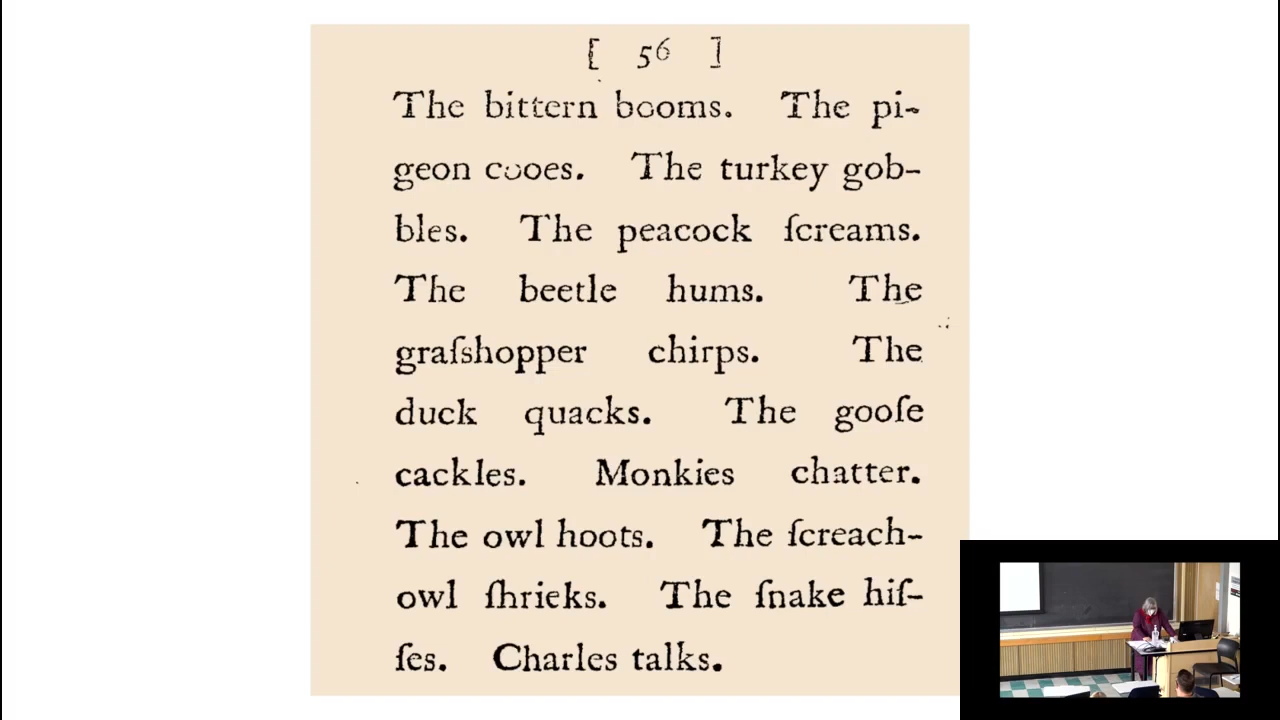 [ 56 ]
The bittern booms. The pi-
geon cooes. The turkey gob-
bles. The peacock ſcreams.
The beetle hums. The
graſshopper chirps. The
duck quacks. The gooſe
cackles. Monkies chatter.
The owl hoots. The ſcreach-
owl ſhrieks. The ſnake hiſ-
ſes. Charles talks.